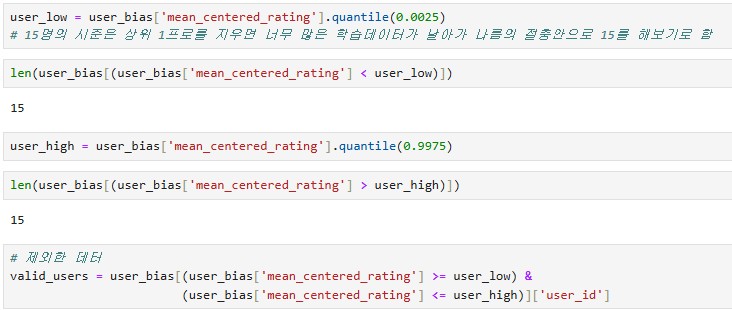 user_low = user_bias['mean_centered_rating'].quantile(0.0025)
# 15명의 시준은 상위 1프로를 지우면 너무 많은 학습데이터가 날아가 나름의 절충안으로 15를 해보기로 함
len(user_bias[(user_bias['mean_centered_rating'] < user_low)])
15
user_high = user_bias['mean_centered_rating'].quantile(0.9975)
len(user_bias[(user_bias['mean_centered_rating'] > user_high)])
15
# 제외한 데터
valid_users = user_bias[(user_bias['mean_centered_rating'] >= user_low) &
(user_bias['mean_centered_rating'] <= user_high)]['user_id']